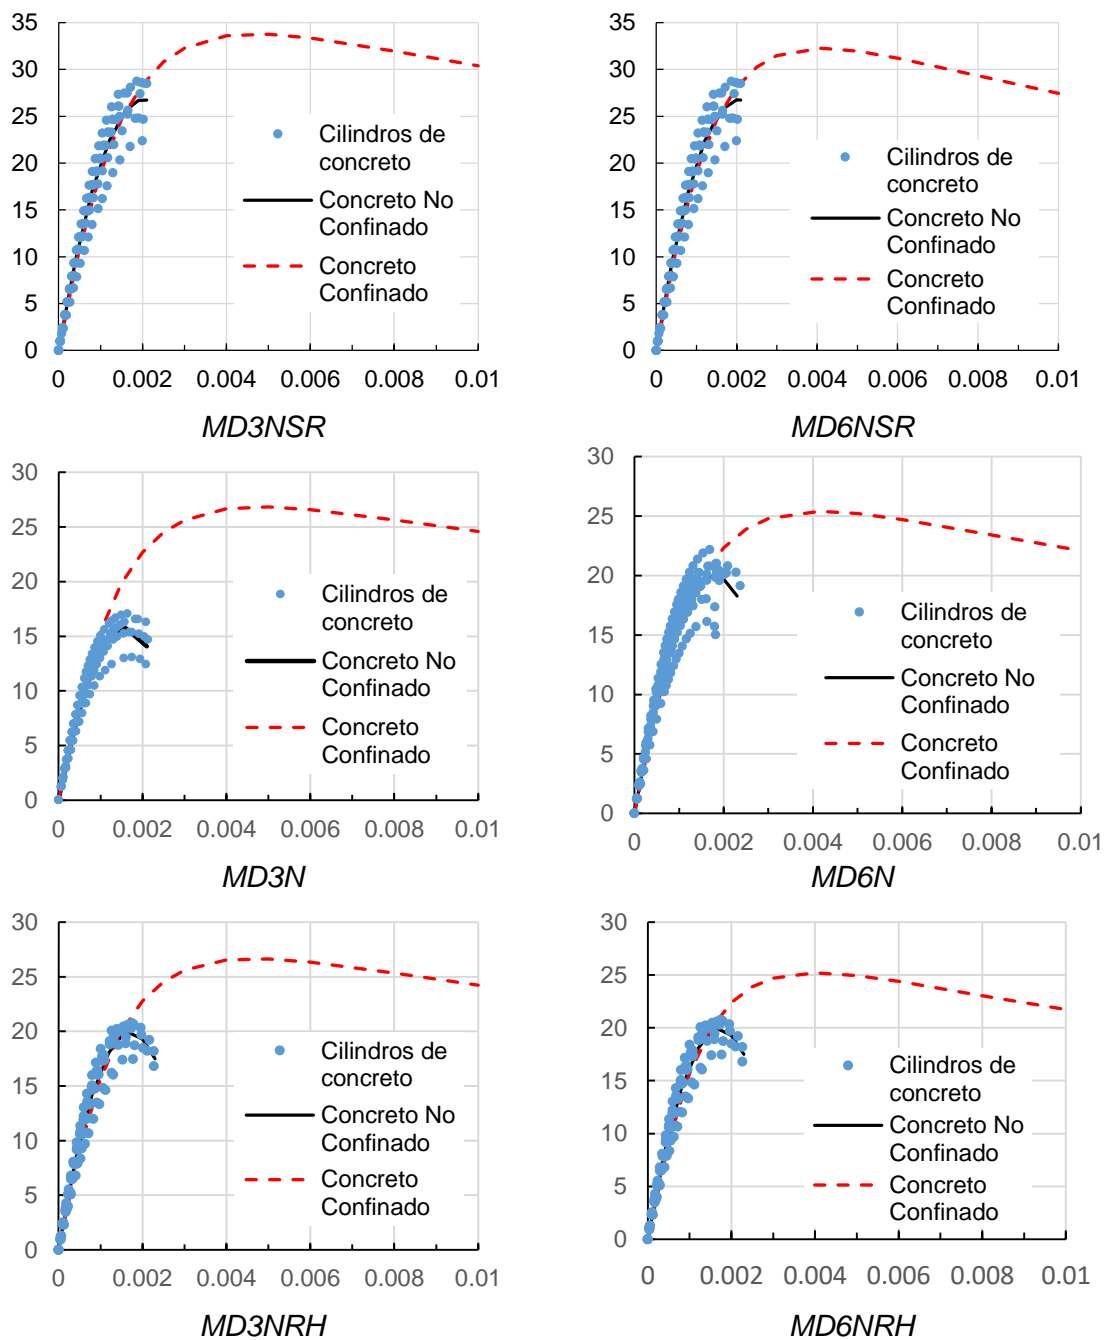 35
30
25
20
15
10
5
0
0 0.002 0.004 0.006 0.008 0.01
Cilindros de
concreto
Concreto No
Confinado
Concreto
Confinado
MD3NSR
35
30
25
20
15
10
5
0
0 0.002 0.004 0.006 0.008 0.01
Cilindros de
concreto
Concreto No
Confinado
Concreto
Confinado
MD6NSR
30
25
20
15
10
5
0
0 0.002 0.004 0.006 0.008 0.01
Cilindros de
concreto
Concreto No
Confinado
Concreto
Confinado
MD3N
30
25
20
15
10
5
0
0 0.002 0.004 0.006 0.008 0.01
Cilindros de
concreto
Concreto No
Confinado
Concreto
Confinado
MD6N
30
25
20
15
10
5
0
0 0.002 0.004 0.006 0.008 0.01
Cilindros de
concreto
Concreto No
Confinado
Concreto
Confinado
MD3NRH
30
25
20
15
10
5
0
0 0.002 0.004 0.006 0.008 0.01
Cilindros de
concreto
Concreto No
Confinado
Concreto
Confinado
MD6NRH